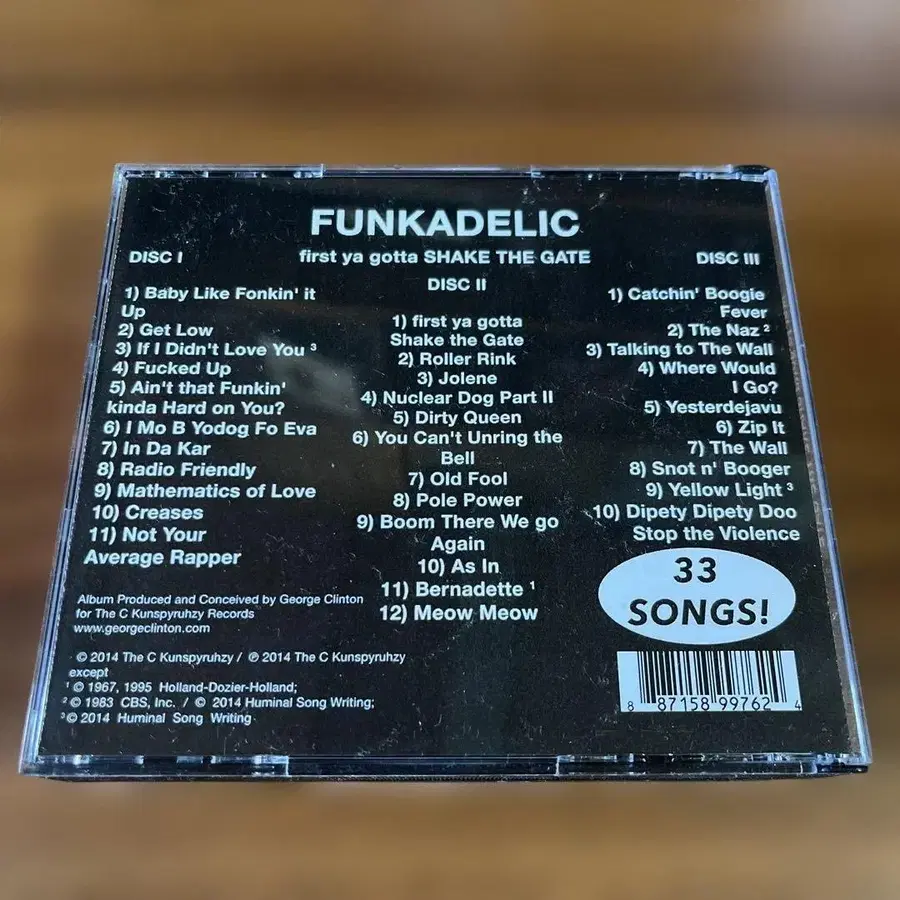 FUNKADELIC
first ya gotta SHAKE THE GATE
DISC I
1) Baby Like Fonkin' it
Up
2) Get Low
3) If I Didn't Love You ³
4) Fucked Up
5) Ain't that Funkin'
kinda Hard on You?
6) I Mo B Yodog Fo Eva
7) In Da Kar
8) Radio Friendly
9) Mathematics of Love
10) Creases
11) Not Your
Average Rapper
DISC II
1) first ya gotta
Shake the Gate
2) Roller Rink
3) Jolene
4) Nuclear Dog Part II
5) Dirty Queen
6) You Can't Unring the
Bell
7) Old Fool
8) Pole Power
9) Boom There We go
Again
10) As In
11) Bernadette ¹
12) Meow Meow
DISC III
1) Catchin' Boogie
Fever
2) The Naz ²
3) Talking to The Wall
4) Where Would
I Go?
5) Yesterdejavu
6) Zip It
7) The Wall
8) Snot n' Booger
9) Yellow Light ³
10) Dipety Dipety Doo
Stop the Violence
33
SONGS!
Album Produced and Conceived by George Clinton
for The C Kunspyruhzy Records
www.georgeclinton.com
© 2014 The C Kunspyruhzy / ℗ 2014 The C Kunspyruhzy
except
¹ © 1967, 1995 Holland-Dozier-Holland;
² © 1983 CBS, Inc. / © 2014 Huminal Song Writing;
³ © 2014 Huminal Song Writing
8 87158 99762 4